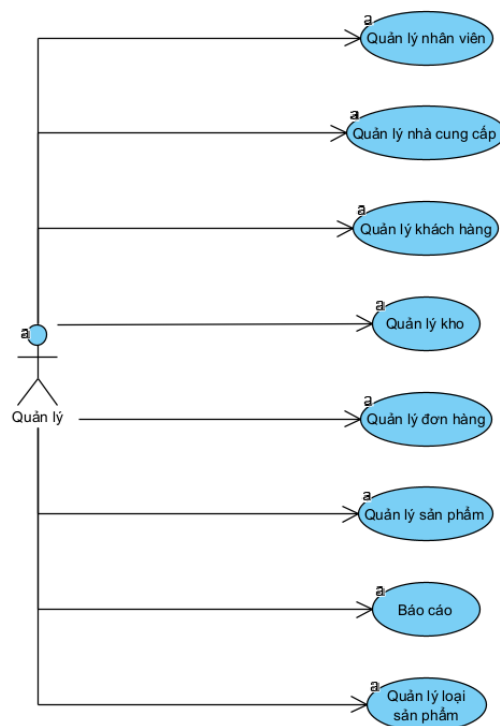 a
Quản lý nhân viên
a
Quản lý nhà cung cấp
a
Quản lý khách hàng
a
Quản lý kho
a
Quản lý
a
Quản lý đơn hàng
a
Quản lý sản phẩm
a
Báo cáo
a
Quản lý loại
sản phẩm